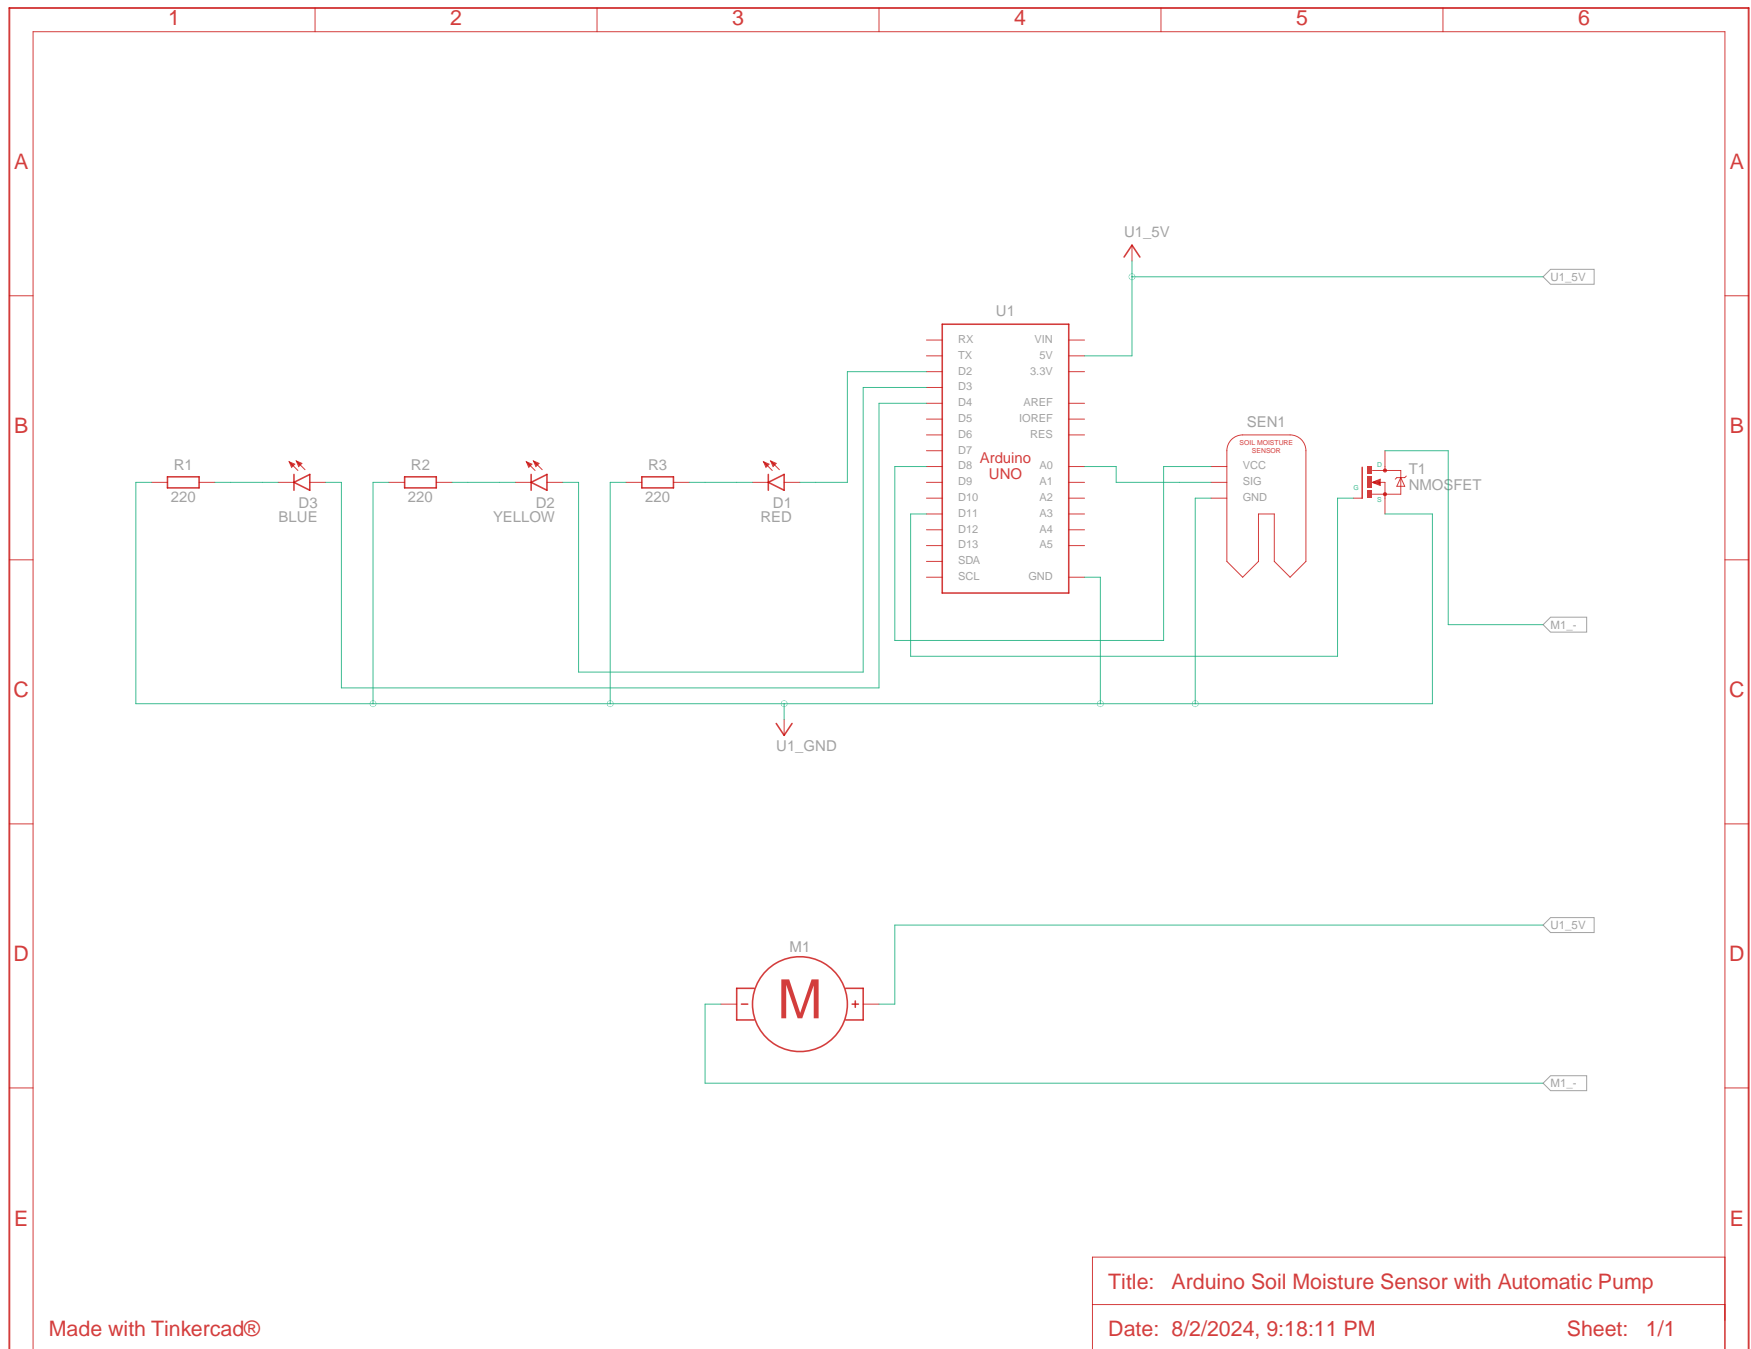 1 2 3 4 5 6
A A
U1_5V
U1_5V
U1
RX VIN
TX 5V
D2 3.3V
D3
D4 AREF
D5 IOREF
D6 RES
D7
D8 A0
D9 A1
D10 A2
D11 A3
D12 A4
D13 A5
SDA
SCL GND
Arduino
UNO
B B
SEN1
SOIL MOISTURE
SENSOR
VCC
SIG
GND
R1
220
D3
BLUE
R2
220
D2
YELLOW
R3
220
D1
RED
D
G
S
T1
NMOSFET
M1_-
C C
U1_GND
D D
U1_5V
M1
- M +
M1_-
E E
Title: Arduino Soil Moisture Sensor with Automatic Pump
Made with Tinkercad®
Date: 8/2/2024, 9:18:11 PM Sheet: 1/1